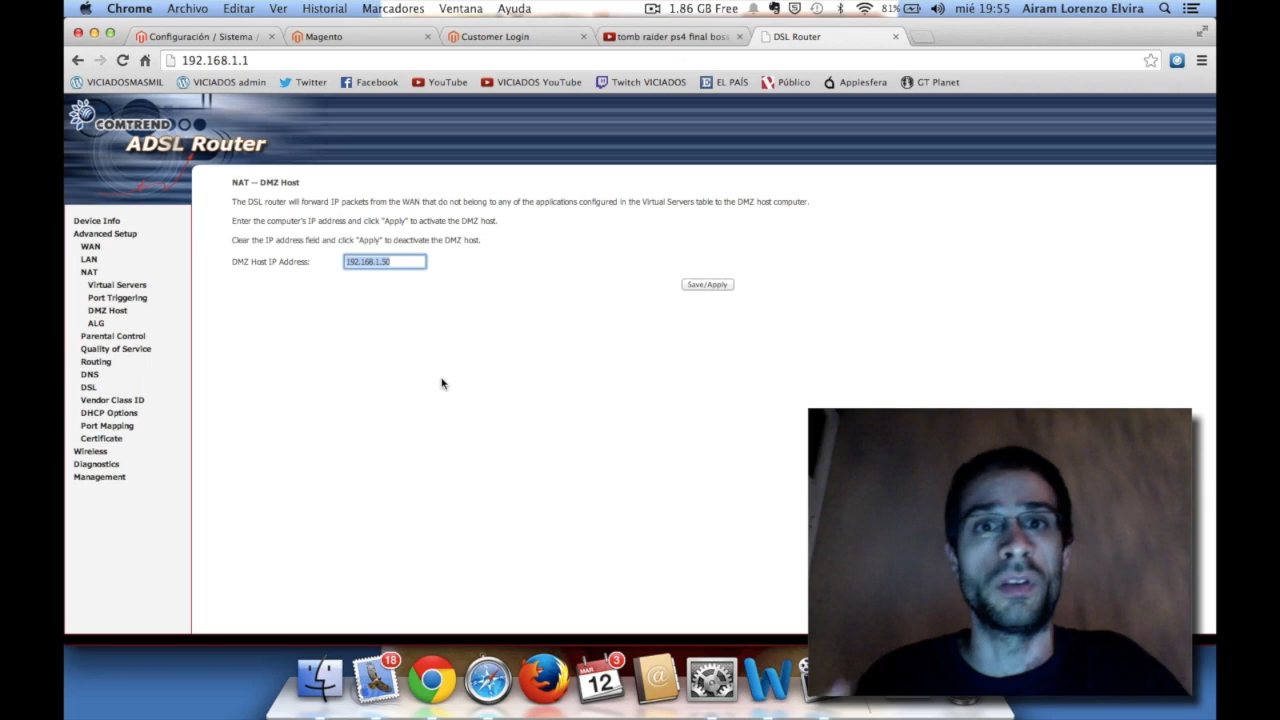 Chrome Archivo Editar Ver Historial Marcadores Ventana Ayuda 1.86 GB Free 81% mié 19:55 Airam Lorenzo Elvira
Configuración / Sistema / Magento Customer Login tomb raider ps4 final boss DSL Router
192.168.1.1
VICIADOSMASMIL VICIADOS admin Twitter Facebook YouTube VICIADOS YouTube Twitch VICIADOS EL PAÍS Público Applesfera GT Planet
COMTREND
ADSL Router
NAT -- DMZ Host
The DSL router will forward IP packets from the WAN that do not belong to any of the applications configured in the Virtual Servers table to the DMZ host computer.
Enter the computer's IP address and click "Apply" to activate the DMZ host.
Clear the IP address field and click "Apply" to deactivate the DMZ host.
DMZ Host IP Address: 192.168.1.50
Save/Apply
Device Info
Advanced Setup
WAN
LAN
NAT
Virtual Servers
Port Triggering
DMZ Host
ALG
Parental Control
Quality of Service
Routing
DNS
DSL
Vendor Class ID
DHCP Options
Port Mapping
Certificate
Wireless
Diagnostics
Management
18
MAR
12
3